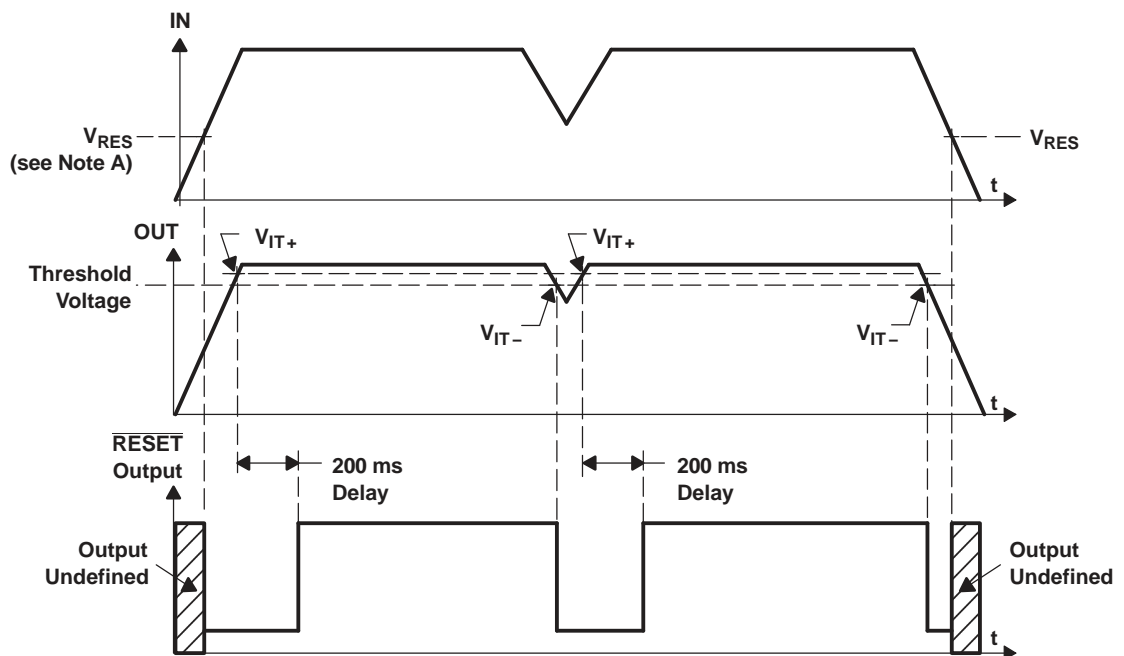 IN
VRES
(see Note A)
VRES
t
OUT
VIT+
VIT+
Threshold
Voltage
VIT–
VIT–
t
RESET
Output
200 ms
Delay
200 ms
Delay
Output
Undefined
Output
Undefined
t